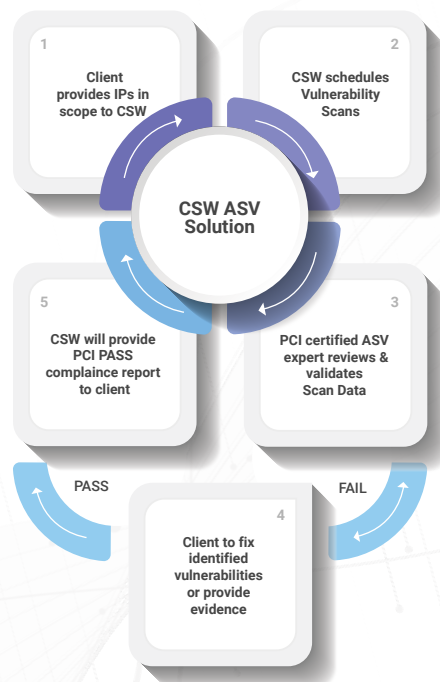 1
Client
provides IPs in
scope to CSW
2
CSW schedules
Vulnerability
Scans
CSW ASV
Solution
5
CSW will provide
PCI PASS
complaince report
to client
3
PCI certified ASV
expert reviews &
validates
Scan Data
PASS
FAIL
4
Client to fix
identified
vulnerabilities
or provide
evidence